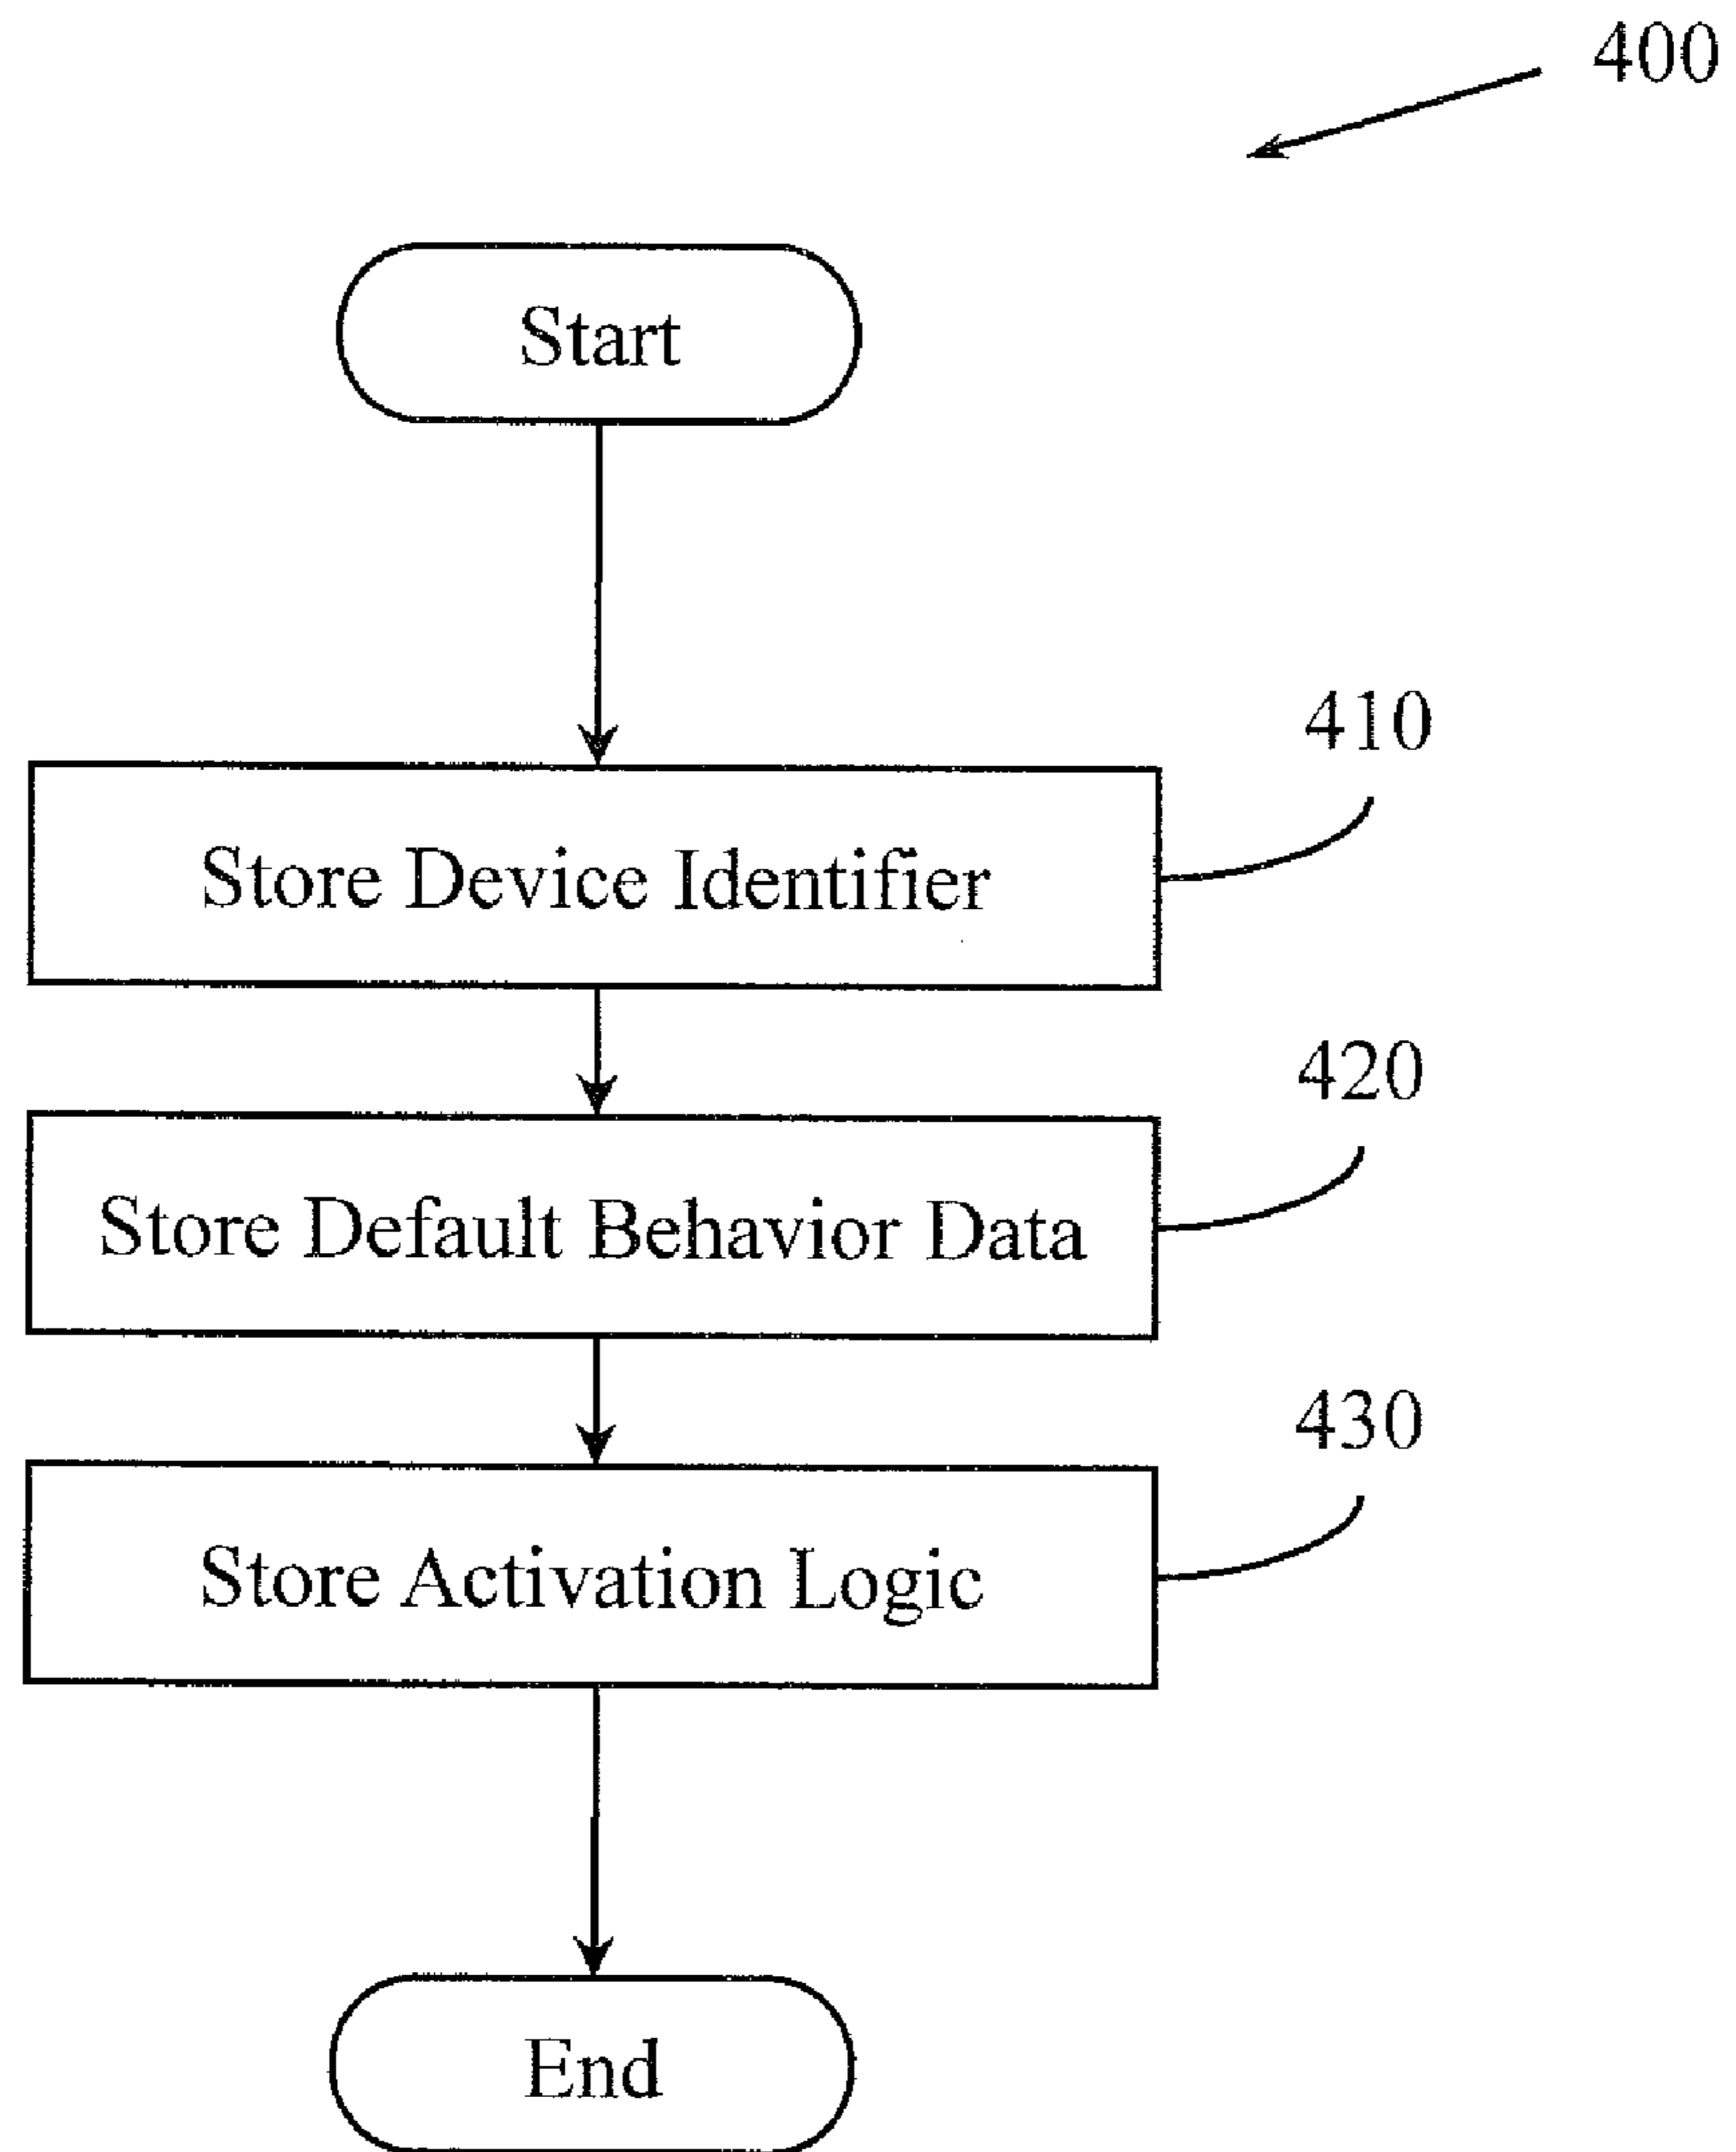 400
Start
410
Store Device Identifier
420
Store Default Behavior Data
430
Store Activation Logic
End